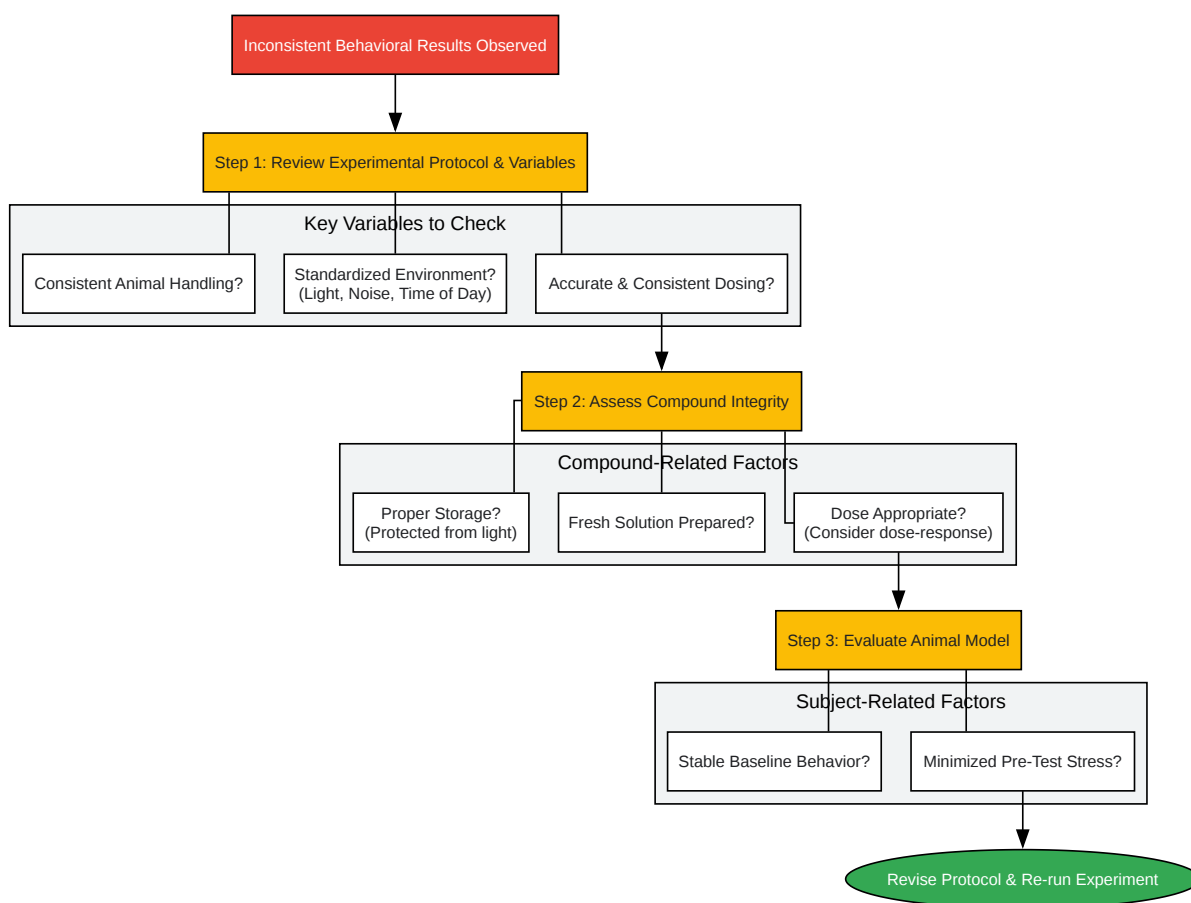 Inconsistent Behavioral Results Observed
Step 1: Review Experimental Protocol & Variables
Key Variables to Check
Consistent Animal Handling?
Standardized Environment?
(Light, Noise, Time of Day)
Accurate & Consistent Dosing?
Step 2: Assess Compound Integrity
Compound-Related Factors
Proper Storage?
(Protected from light)
Fresh Solution Prepared?
Dose Appropriate?
(Consider dose-response)
Step 3: Evaluate Animal Model
Subject-Related Factors
Stable Baseline Behavior?
Minimized Pre-Test Stress?
Revise Protocol & Re-run Experiment